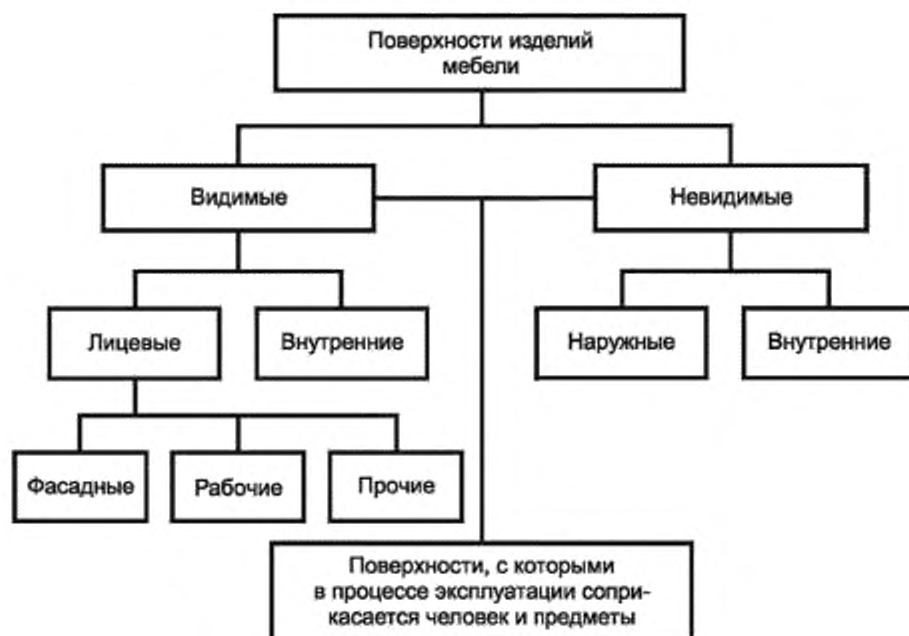 Поверхности изделий
мебели
Видимые
Невидимые
Лицевые
Внутренние
Наружные
Внутренние
Фасадные
Рабочие
Прочие
Поверхности, с которыми
в процессе эксплуатации сопри-
касается человек и предметы